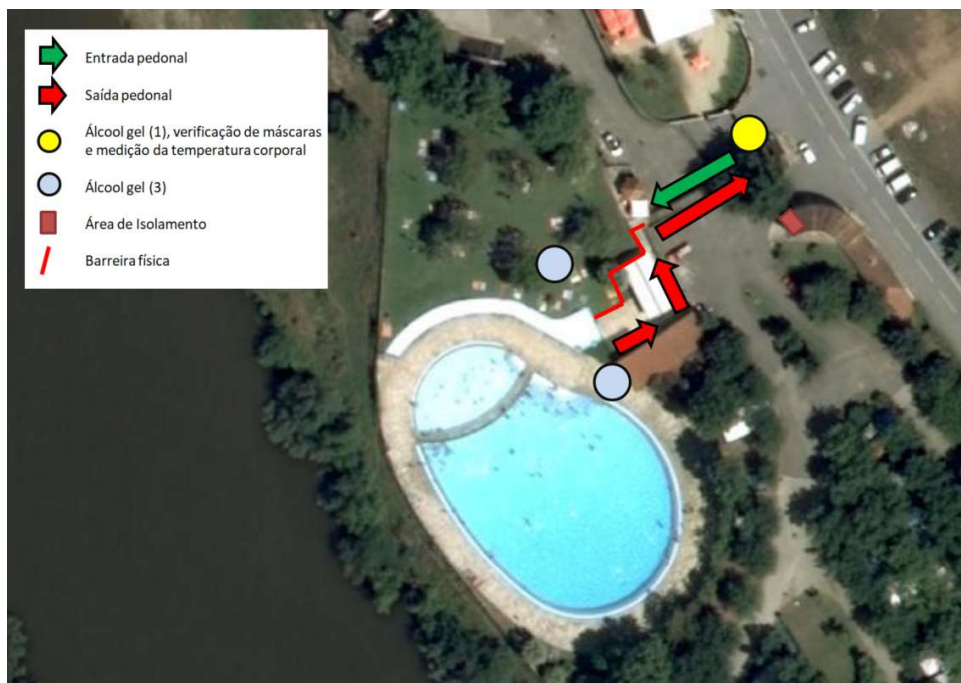 Entrada pedonal
Saída pedonal
Álcool gel (1), verificação de máscaras
e medição da temperatura corporal
Álcool gel (3)
Área de Isolamento
Barreira física